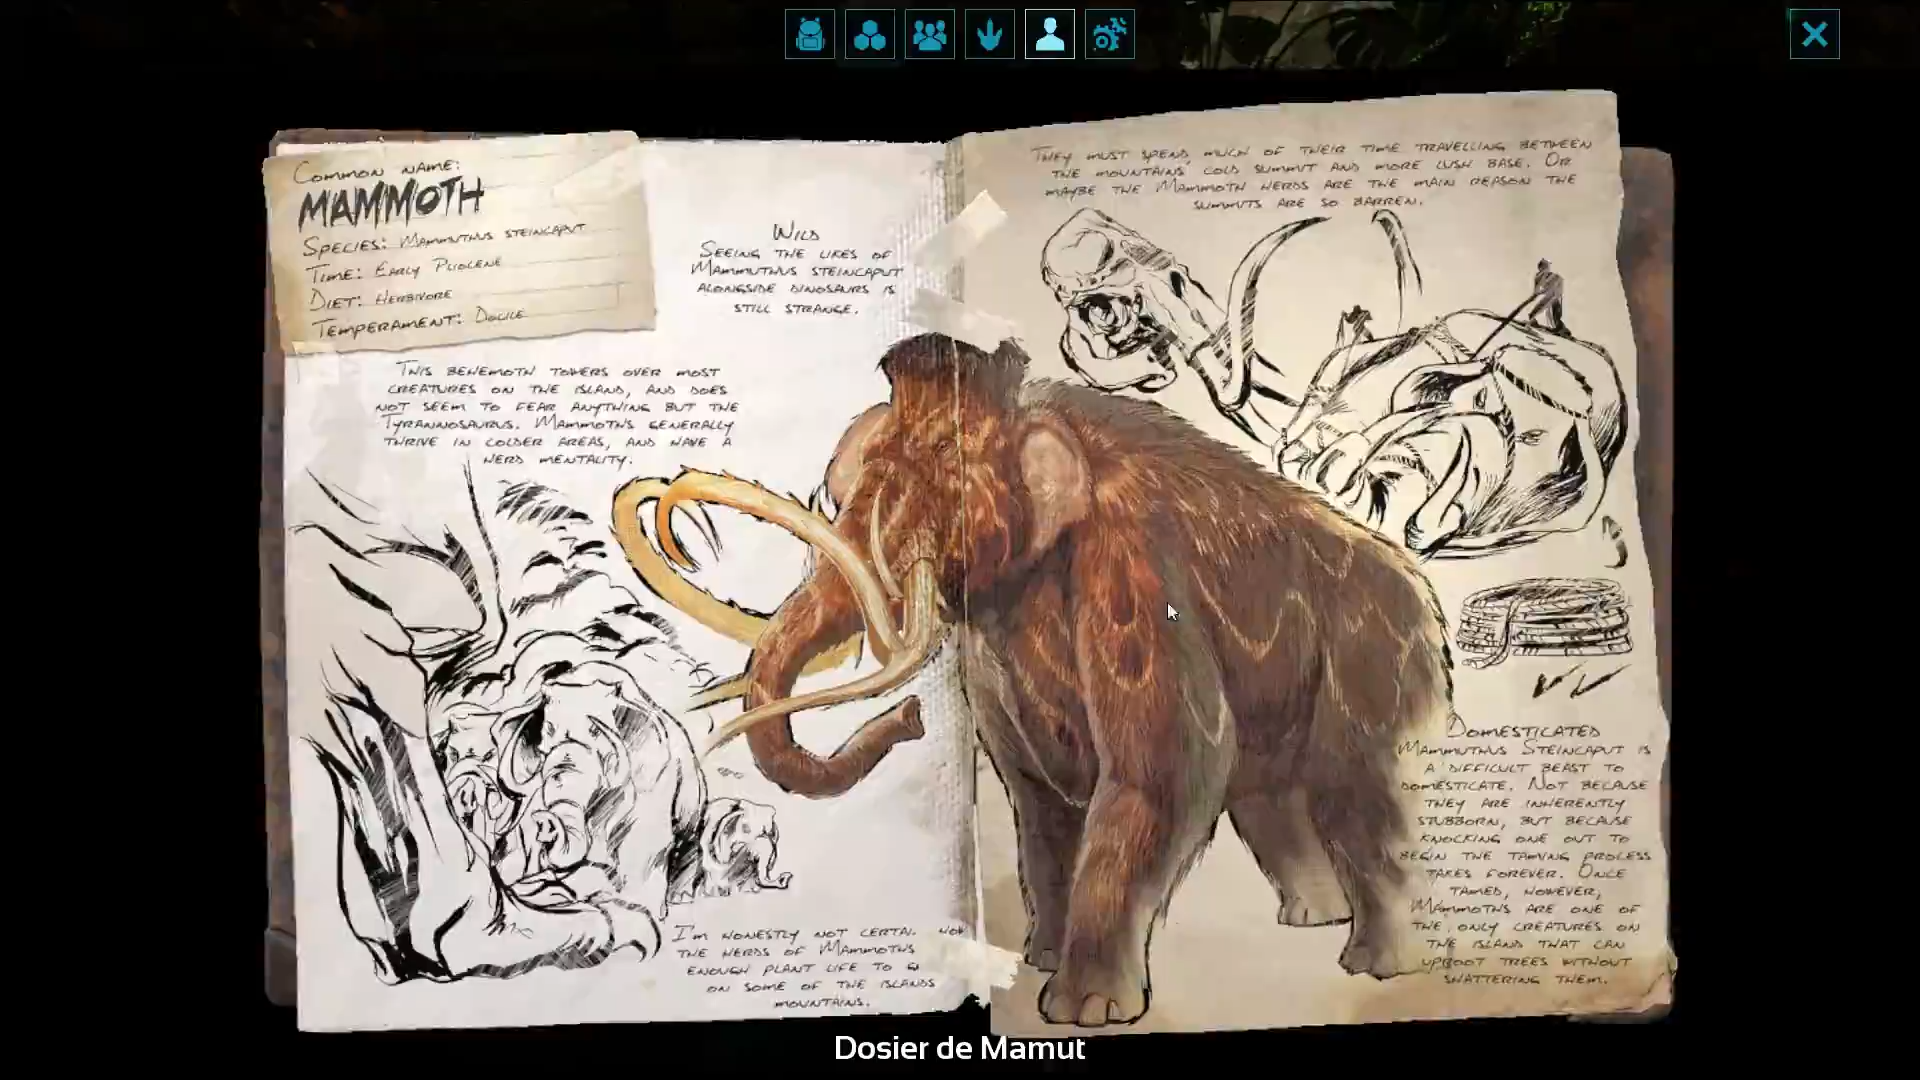 Common name:
Mammoth
Species: Mammuthus steincaput
Time: Early Pliocene
Diet: Herbivore
Temperament: Docile
Wild
Seeing the likes of
Mammuthus steincaput
alongside dinosaurs is
still strange.
This behemoth towers over most
creatures on the island, and does
not seem to fear anything but the
Tyrannosaurus. Mammoths generally
thrive in colder areas, and have a
herd mentality.
I'm honestly not
the herds of Mammoths
enough plant life to
on some of the islands
mountains.
They must spend much of their time travelling between
the mountains' cold summit and more lush base. Or
maybe the Mammoth herds are the main reason the
summits are so barren.
Domesticated
Mammuthus Steincaput is
a difficult beast to
domesticate. Not because
they are inherently
stubborn, but because
knocking one out to
begin the taming process
takes forever. Once
tamed, however,
Mammoths are one of
the only creatures on
the island that can
uproot trees without
shattering them.
Dosier de Mamut